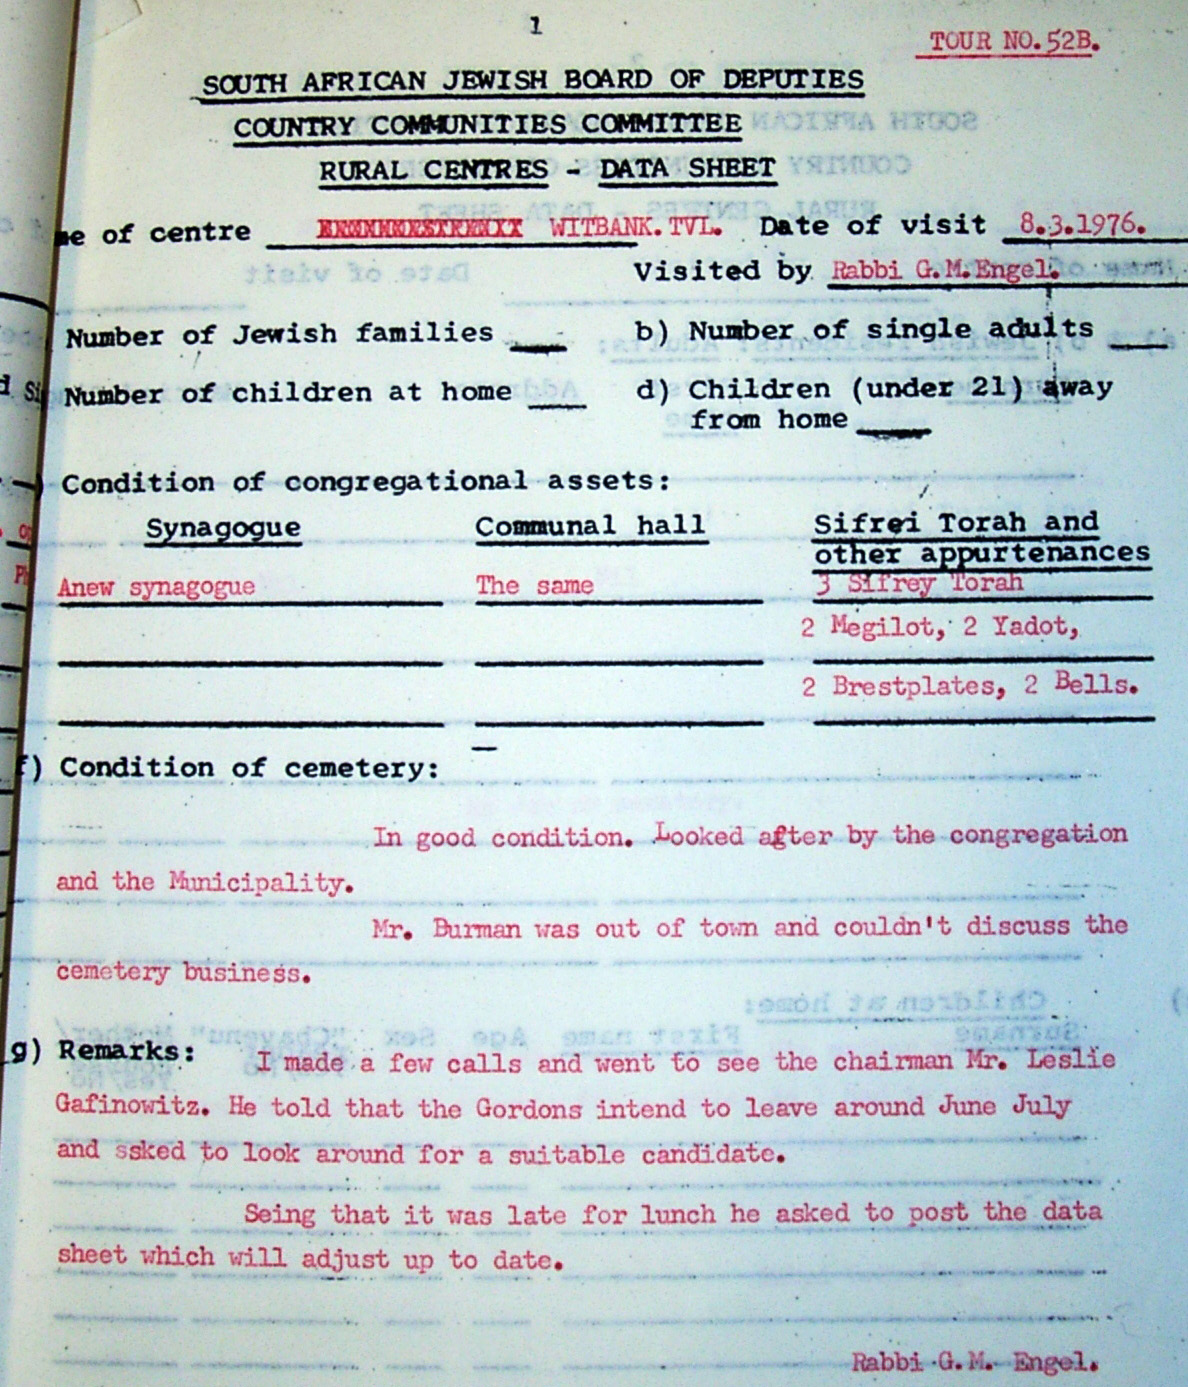 1
TOUR NO.52B.
SOUTH AFRICAN JEWISH BOARD OF DEPUTIES
COUNTRY COMMUNITIES COMMITTEE
RURAL CENTRES - DATA SHEET
me of centre WITBANK.TVL. Date of visit 8.3.1976.
Visited by Rabbi G.M.Engel.
Number of Jewish families b) Number of single adults
Number of children at home d) Children (under 21) away
from home
) Condition of congregational assets:
Synagogue Communal hall Sifrei Torah and
other appurtenances
Anew synagogue The same 3 Sifrey Torah
2 Megilot, 2 Yadot,
2 Brestplates, 2 Bells.
f) Condition of cemetery:
In good condition. Looked after by the congregation
and the Municipality.
Mr. Burman was out of town and couldn't discuss the
cemetery business.
g) Remarks: I made a few calls and went to see the chairman Mr. Leslie
Gafinowitz. He told that the Gordons intend to leave around June July
and ssked to look around for a suitable candidate.
Seing that it was late for lunch he asked to post the data
sheet which will adjust up to date.
Rabbi G.M. Engel.